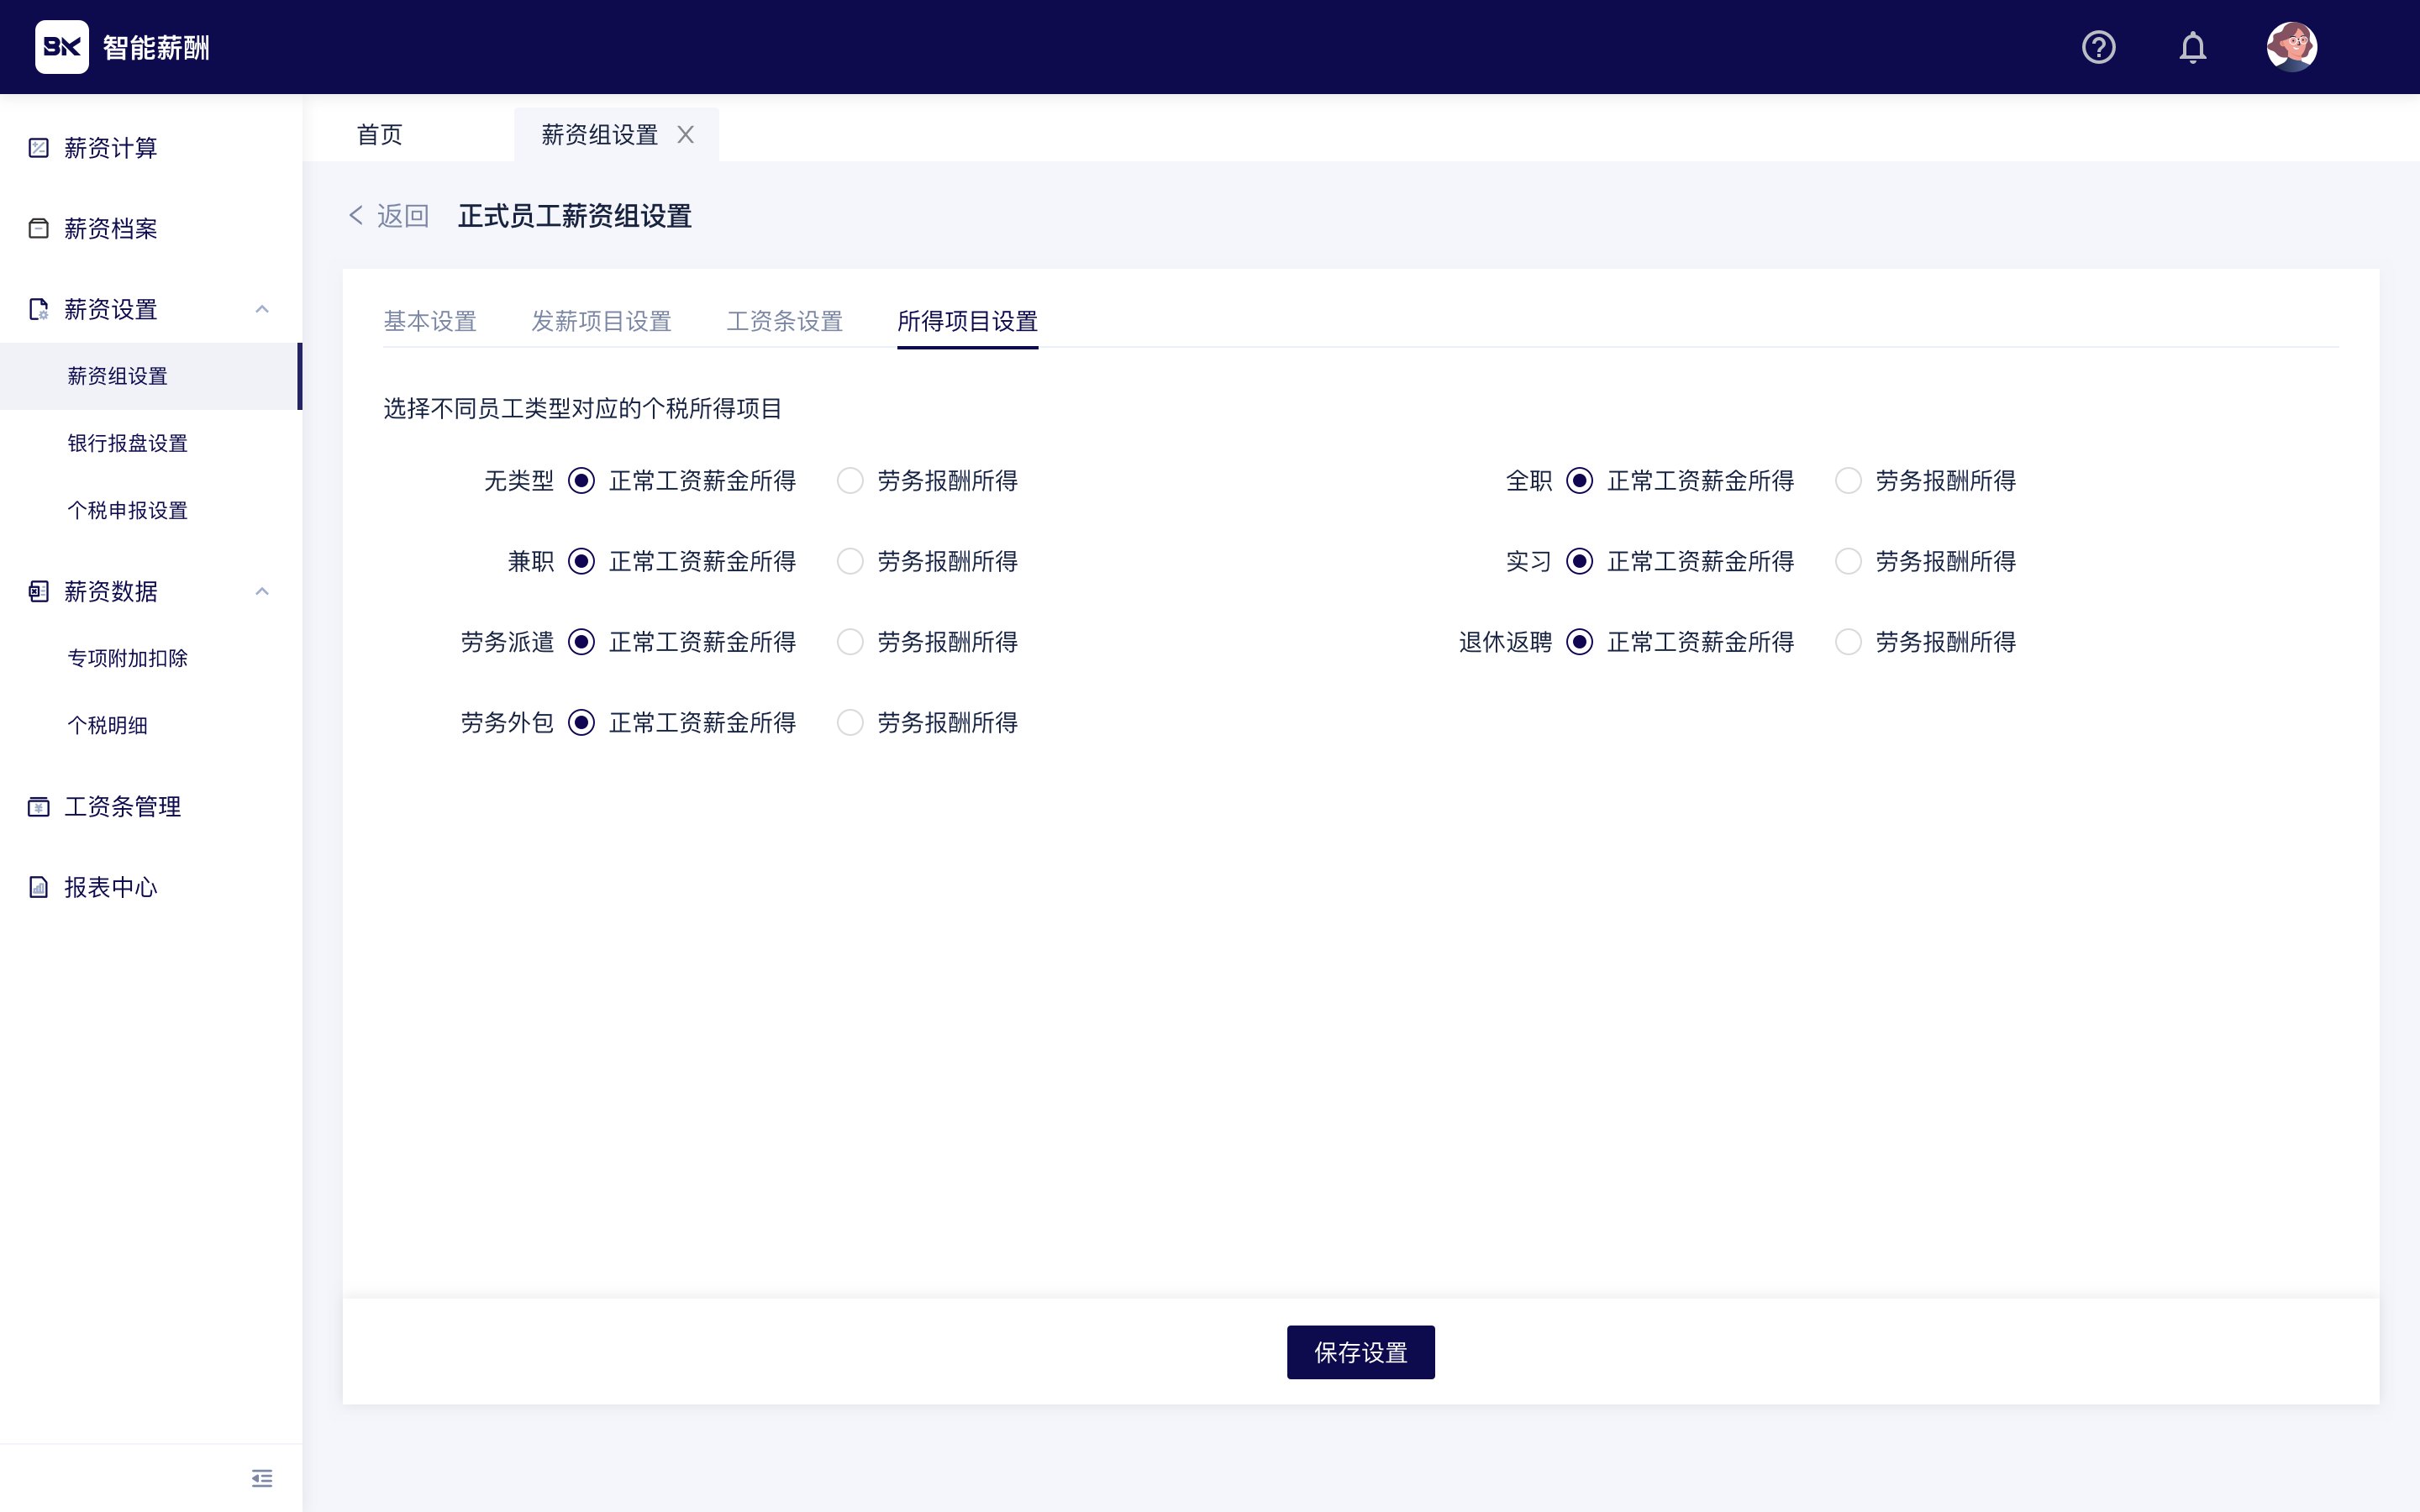 BK 智能薪酬
薪资计算
薪资档案
薪资设置
薪资组设置
银行报盘设置
个税申报设置
薪资数据
专项附加扣除
个税明细
工资条管理
报表中心
首页 薪资组设置
返回 正式员工薪资组设置
基本设置 发薪项目设置 工资条设置 所得项目设置
选择不同员工类型对应的个税所得项目
无类型 正常工资薪金所得 劳务报酬所得 全职 正常工资薪金所得 劳务报酬所得
兼职 正常工资薪金所得 劳务报酬所得 实习 正常工资薪金所得 劳务报酬所得
劳务派遣 正常工资薪金所得 劳务报酬所得 退休返聘 正常工资薪金所得 劳务报酬所得
劳务外包 正常工资薪金所得 劳务报酬所得
保存设置